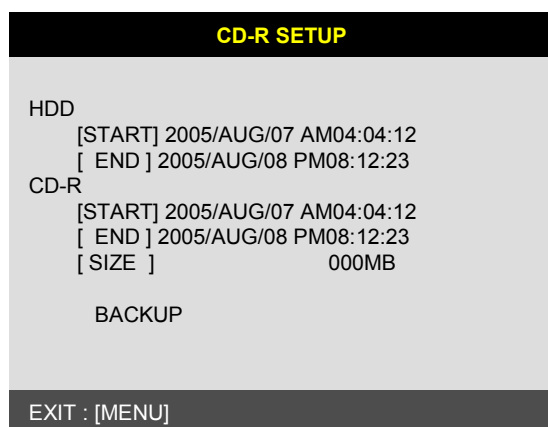 CD-R SETUP
HDD
[START] 2005/AUG/07 AM04:04:12
[ END ] 2005/AUG/08 PM08:12:23
CD-R
[START] 2005/AUG/07 AM04:04:12
[ END ] 2005/AUG/08 PM08:12:23
[ SIZE ] 000MB
BACKUP
EXIT : [MENU]